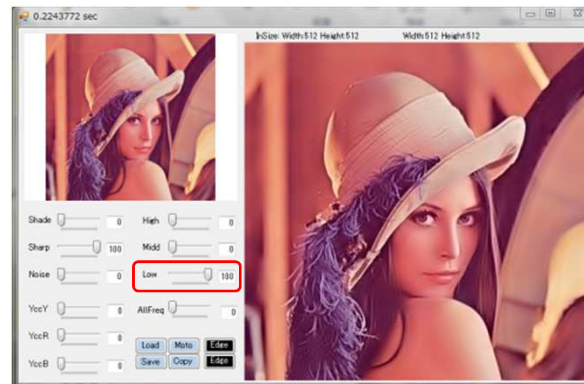 0.2243772 sec
InSize: Width:512 Height:512 Width:512 Height:512
Shade 0 High 0
Sharp 100 Midd 0
Noise 0 Low 100
YccY 0 AllFreq 0
YccR 0 Load Moto Edge
YccB 0 Save Copy Edge